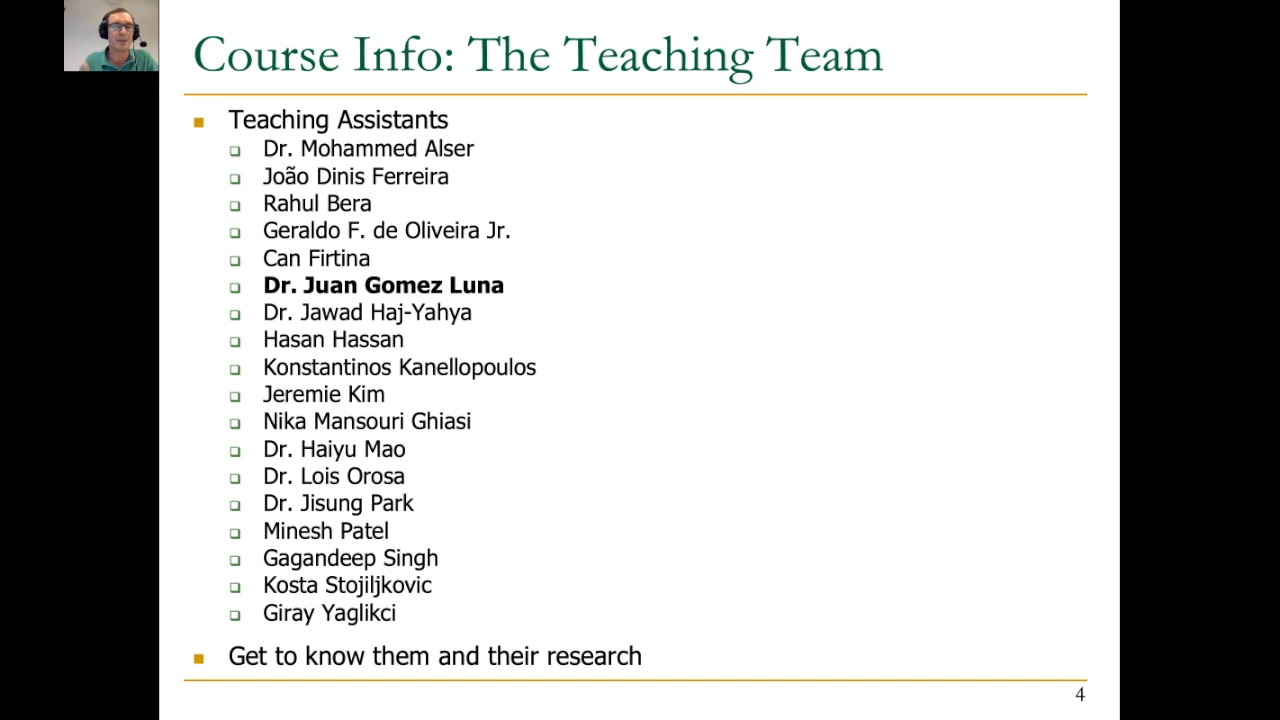 Course Info: The Teaching Team
Teaching Assistants
Dr. Mohammed Alser
João Dinis Ferreira
Rahul Bera
Geraldo F. de Oliveira Jr.
Can Firtina
Dr. Juan Gomez Luna
Dr. Jawad Haj-Yahya
Hasan Hassan
Konstantinos Kanellopoulos
Jeremie Kim
Nika Mansouri Ghiasi
Dr. Haiyu Mao
Dr. Lois Orosa
Dr. Jisung Park
Minesh Patel
Gagandeep Singh
Kosta Stojiljkovic
Giray Yaglikci
Get to know them and their research
4